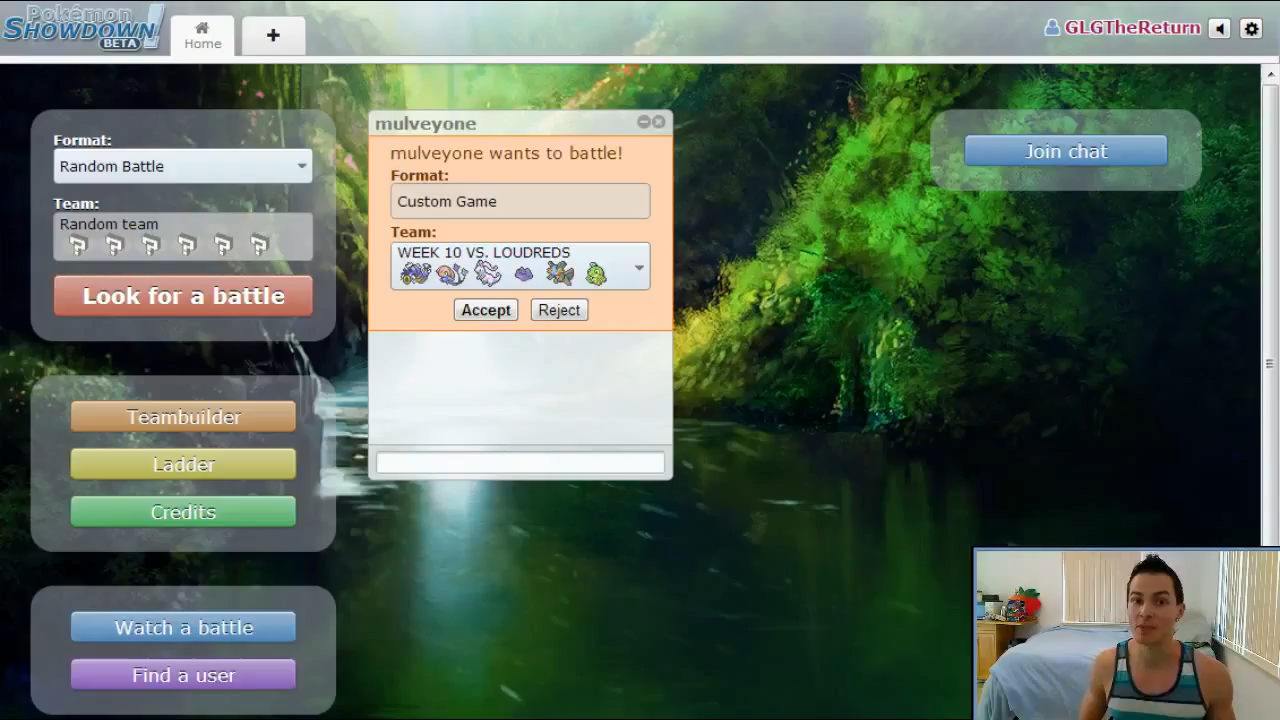 Pokémon
SHOWDOWN!
BETA
Home
+
GLGTheReturn
Format:
Random Battle
Team:
Random team
? ? ? ? ? ?
Look for a battle
Teambuilder
Ladder
Credits
Watch a battle
Find a user
mulveyone
mulveyone wants to battle!
Format:
Custom Game
Team:
WEEK 10 VS. LOUDREDS
Accept Reject
Join chat